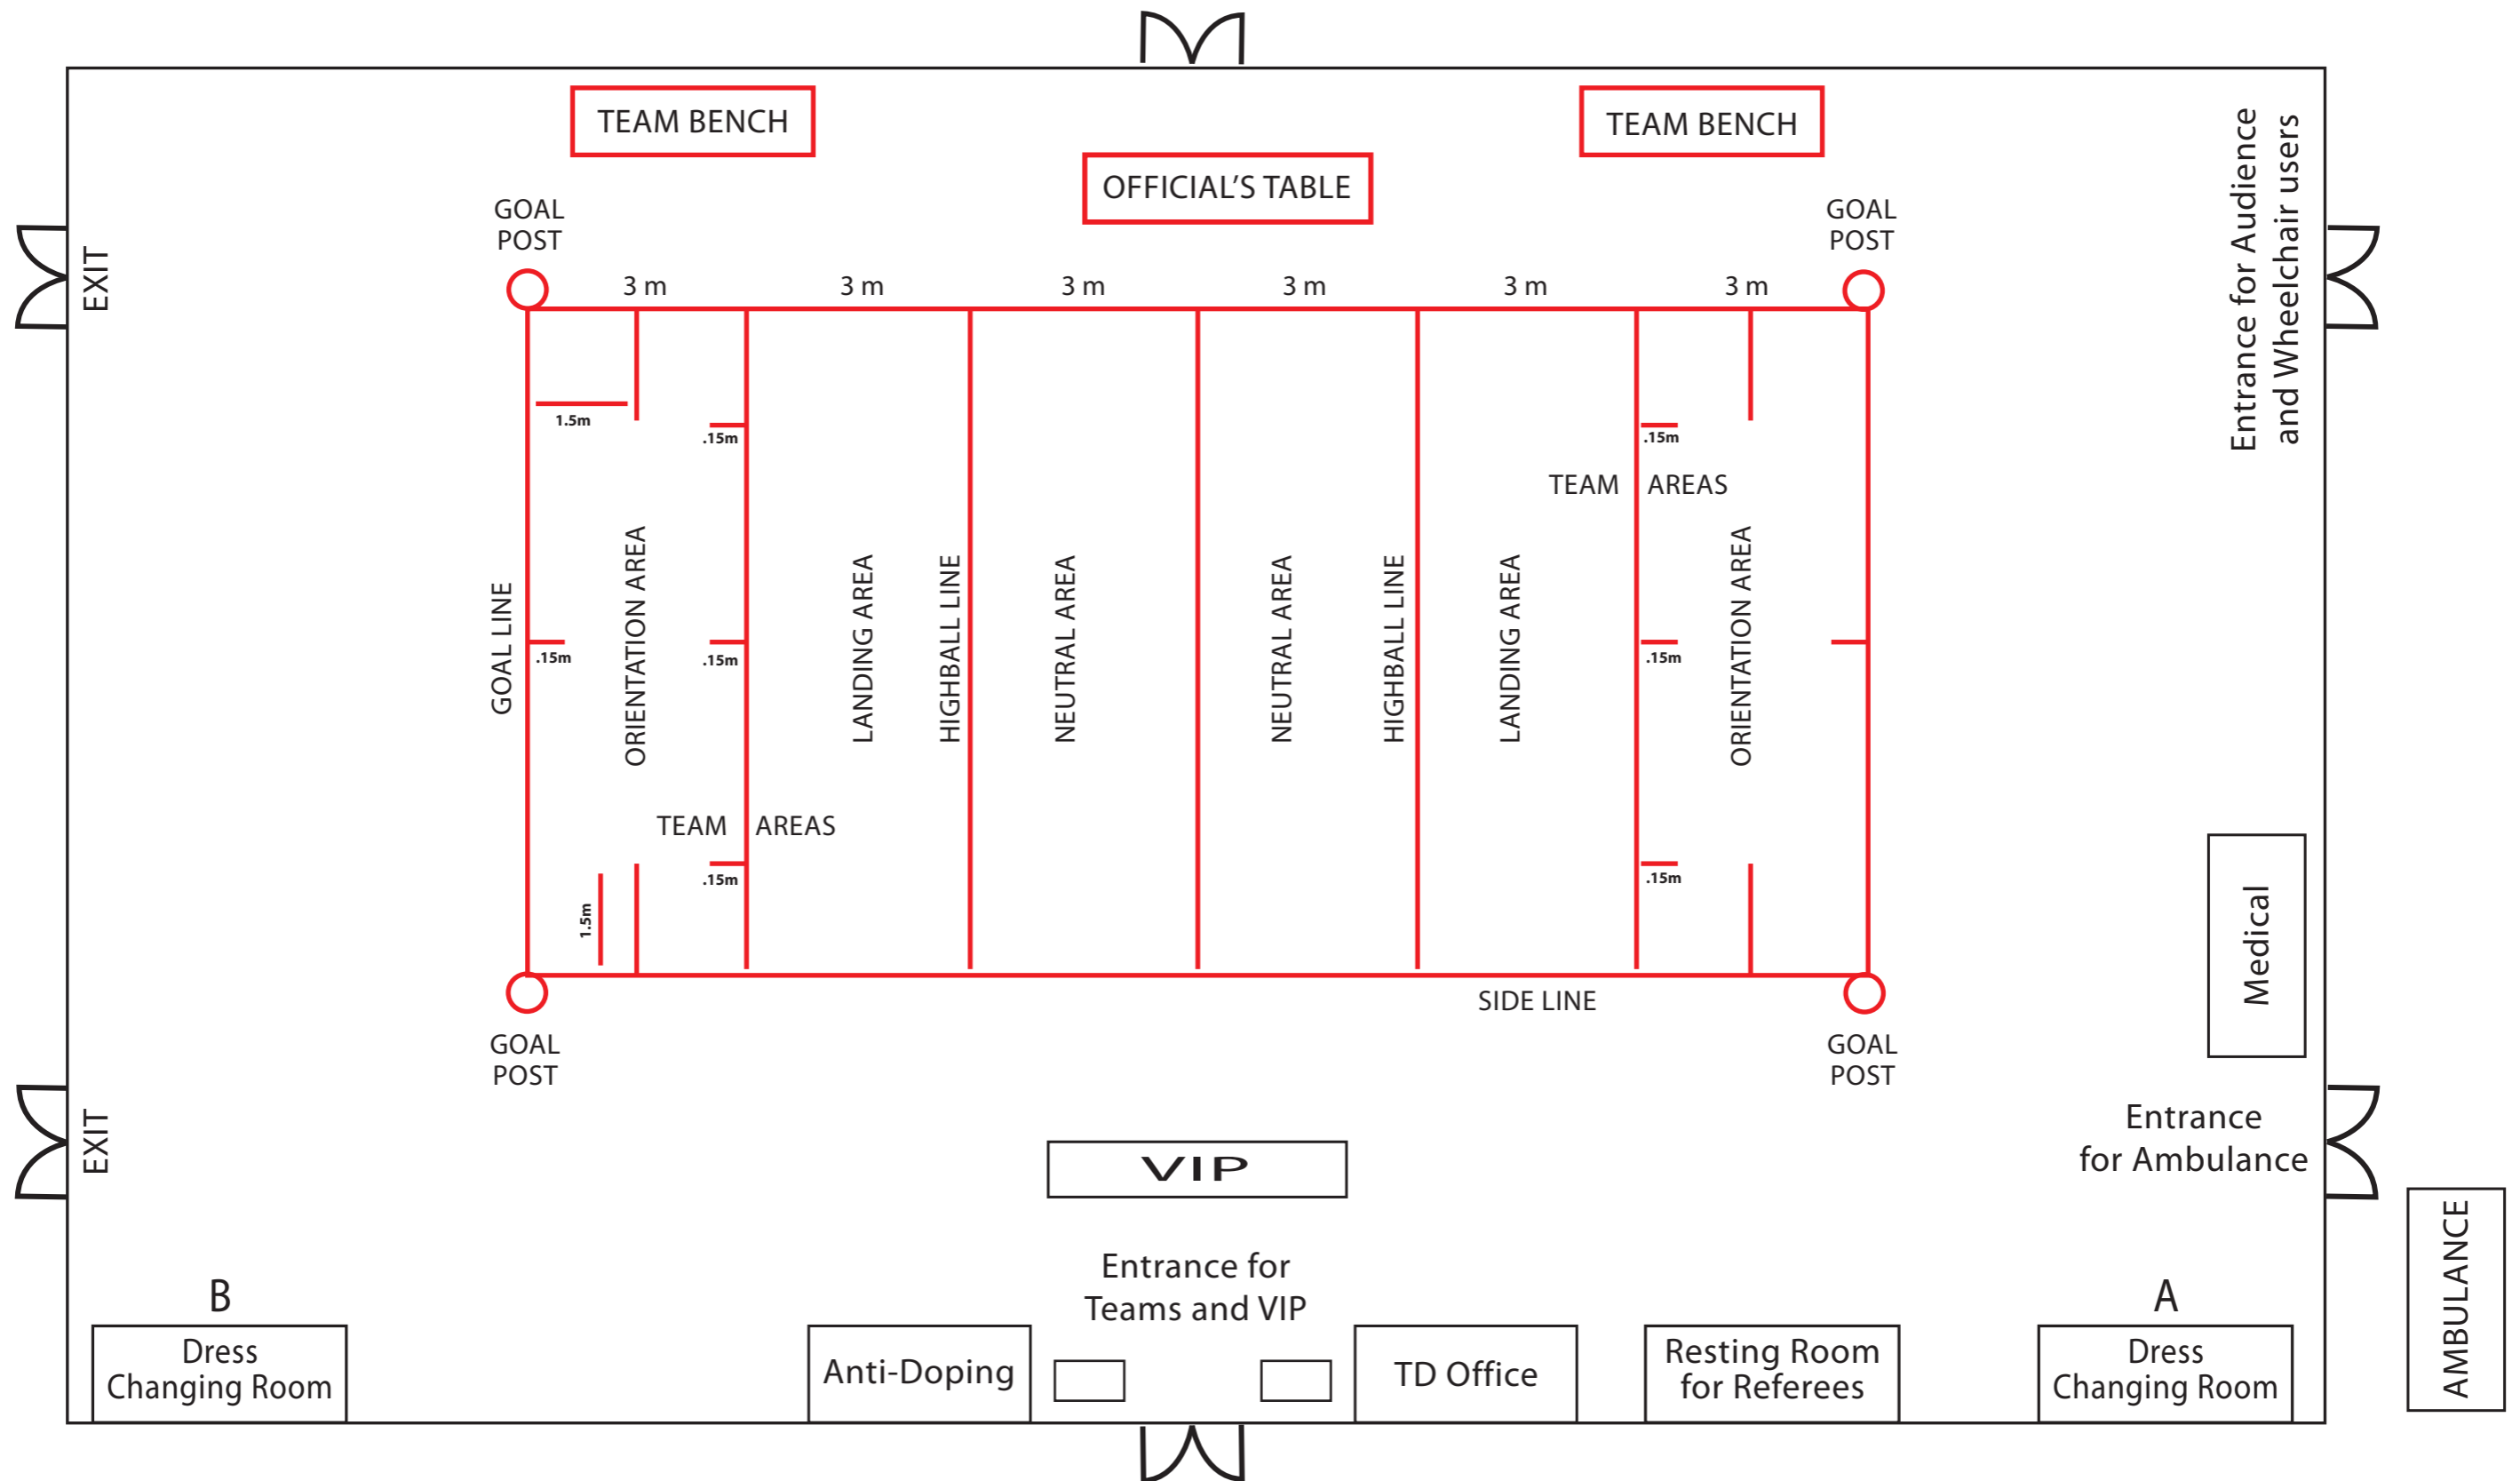 TEAM BENCH
TEAM BENCH
OFFICIAL'S TABLE
Entrance for Audience
and Wheelchair users
GOAL
POST
GOAL
POST
EXIT
3 m
3 m
3 m
3 m
3 m
3 m
1.5m
.15m
.15m
TEAM AREAS
GOAL LINE
ORIENTATION AREA
LANDING AREA
HIGHBALL LINE
NEUTRAL AREA
NEUTRAL AREA
HIGHBALL LINE
LANDING AREA
ORIENTATION AREA
.15m
.15m
.15m
TEAM AREAS
.15m
.15m
1.5m
Medical
SIDE LINE
GOAL
POST
GOAL
POST
EXIT
Entrance
for Ambulance
VIP
AMBULANCE
Entrance for
Teams and VIP
B
A
Dress
Changing Room
Anti-Doping
TD Office
Resting Room
for Referees
Dress
Changing Room